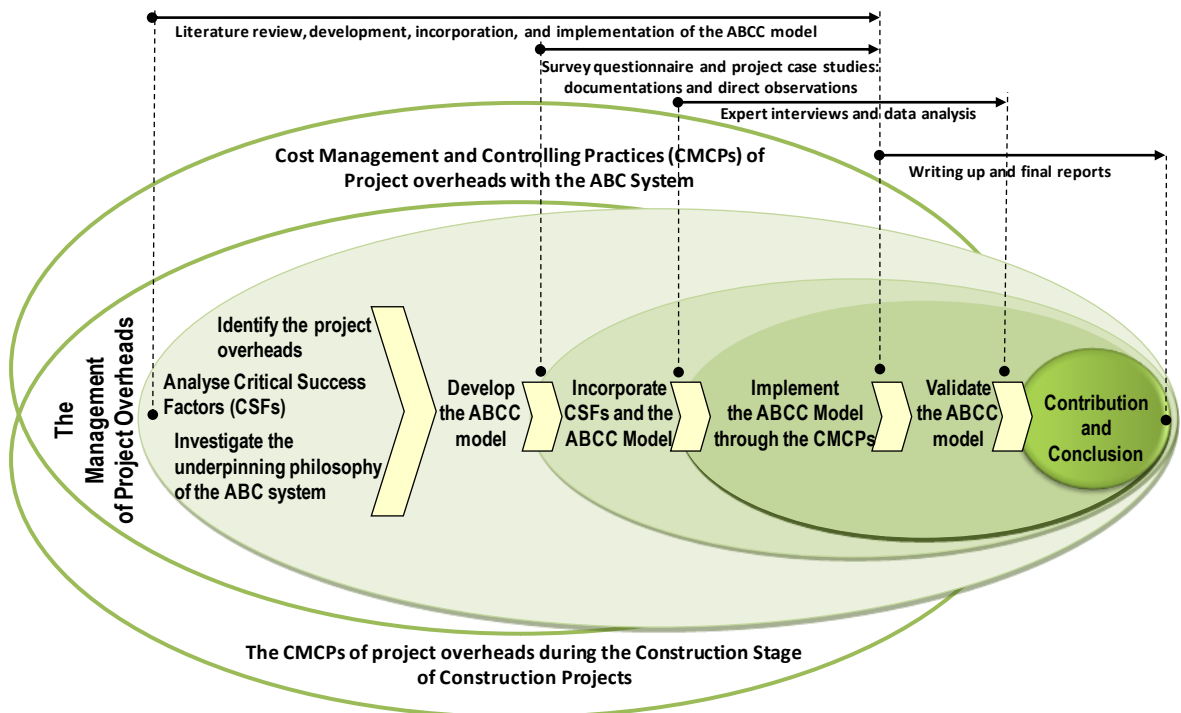 Literature review, development, incorporation, and implementation of the ABCC model
Survey questionnaire and project case studies:
documentations and direct observations
Expert interviews and data analysis
Writing up and final reports
Cost Management and Controlling Practices (CMCPs) of
Project overheads with the ABC System
The
Management
of Project Overheads
Identify the project
overheads
Analyse Critical Success
Factors (CSFs)
Investigate the
underpinning philosophy
of the ABC system
Develop
the ABCC
model
Incorporate
CSFs and the
ABCC Model
Implement
the ABCC Model
through the CMCPs
Validate
the ABCC
model
Contribution
and
Conclusion
The CMCPs of project overheads during the Construction Stage
of Construction Projects